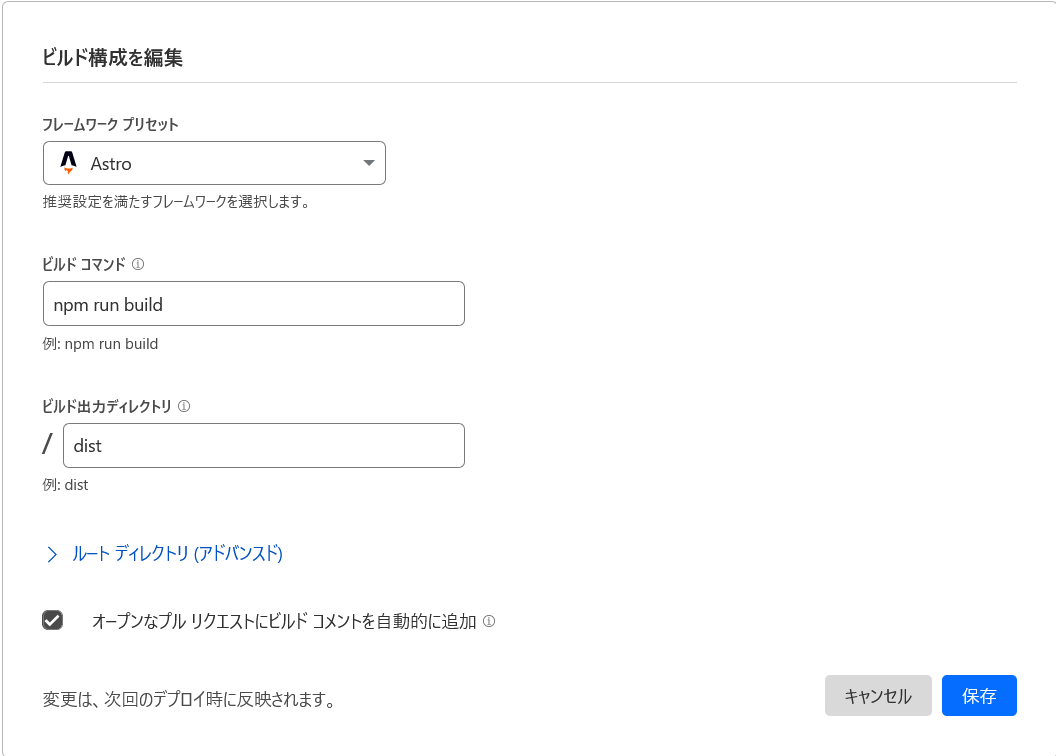 ビルド構成を編集
フレームワーク プリセット
Astro
推奨設定を満たすフレームワークを選択します。
ビルド コマンド
npm run build
例: npm run build
ビルド出力ディレクトリ
/ dist
例: dist
ルート ディレクトリ (アドバンスド)
オープンなプル リクエストにビルド コメントを自動的に追加
変更は、次回のデプロイ時に反映されます。
キャンセル
保存